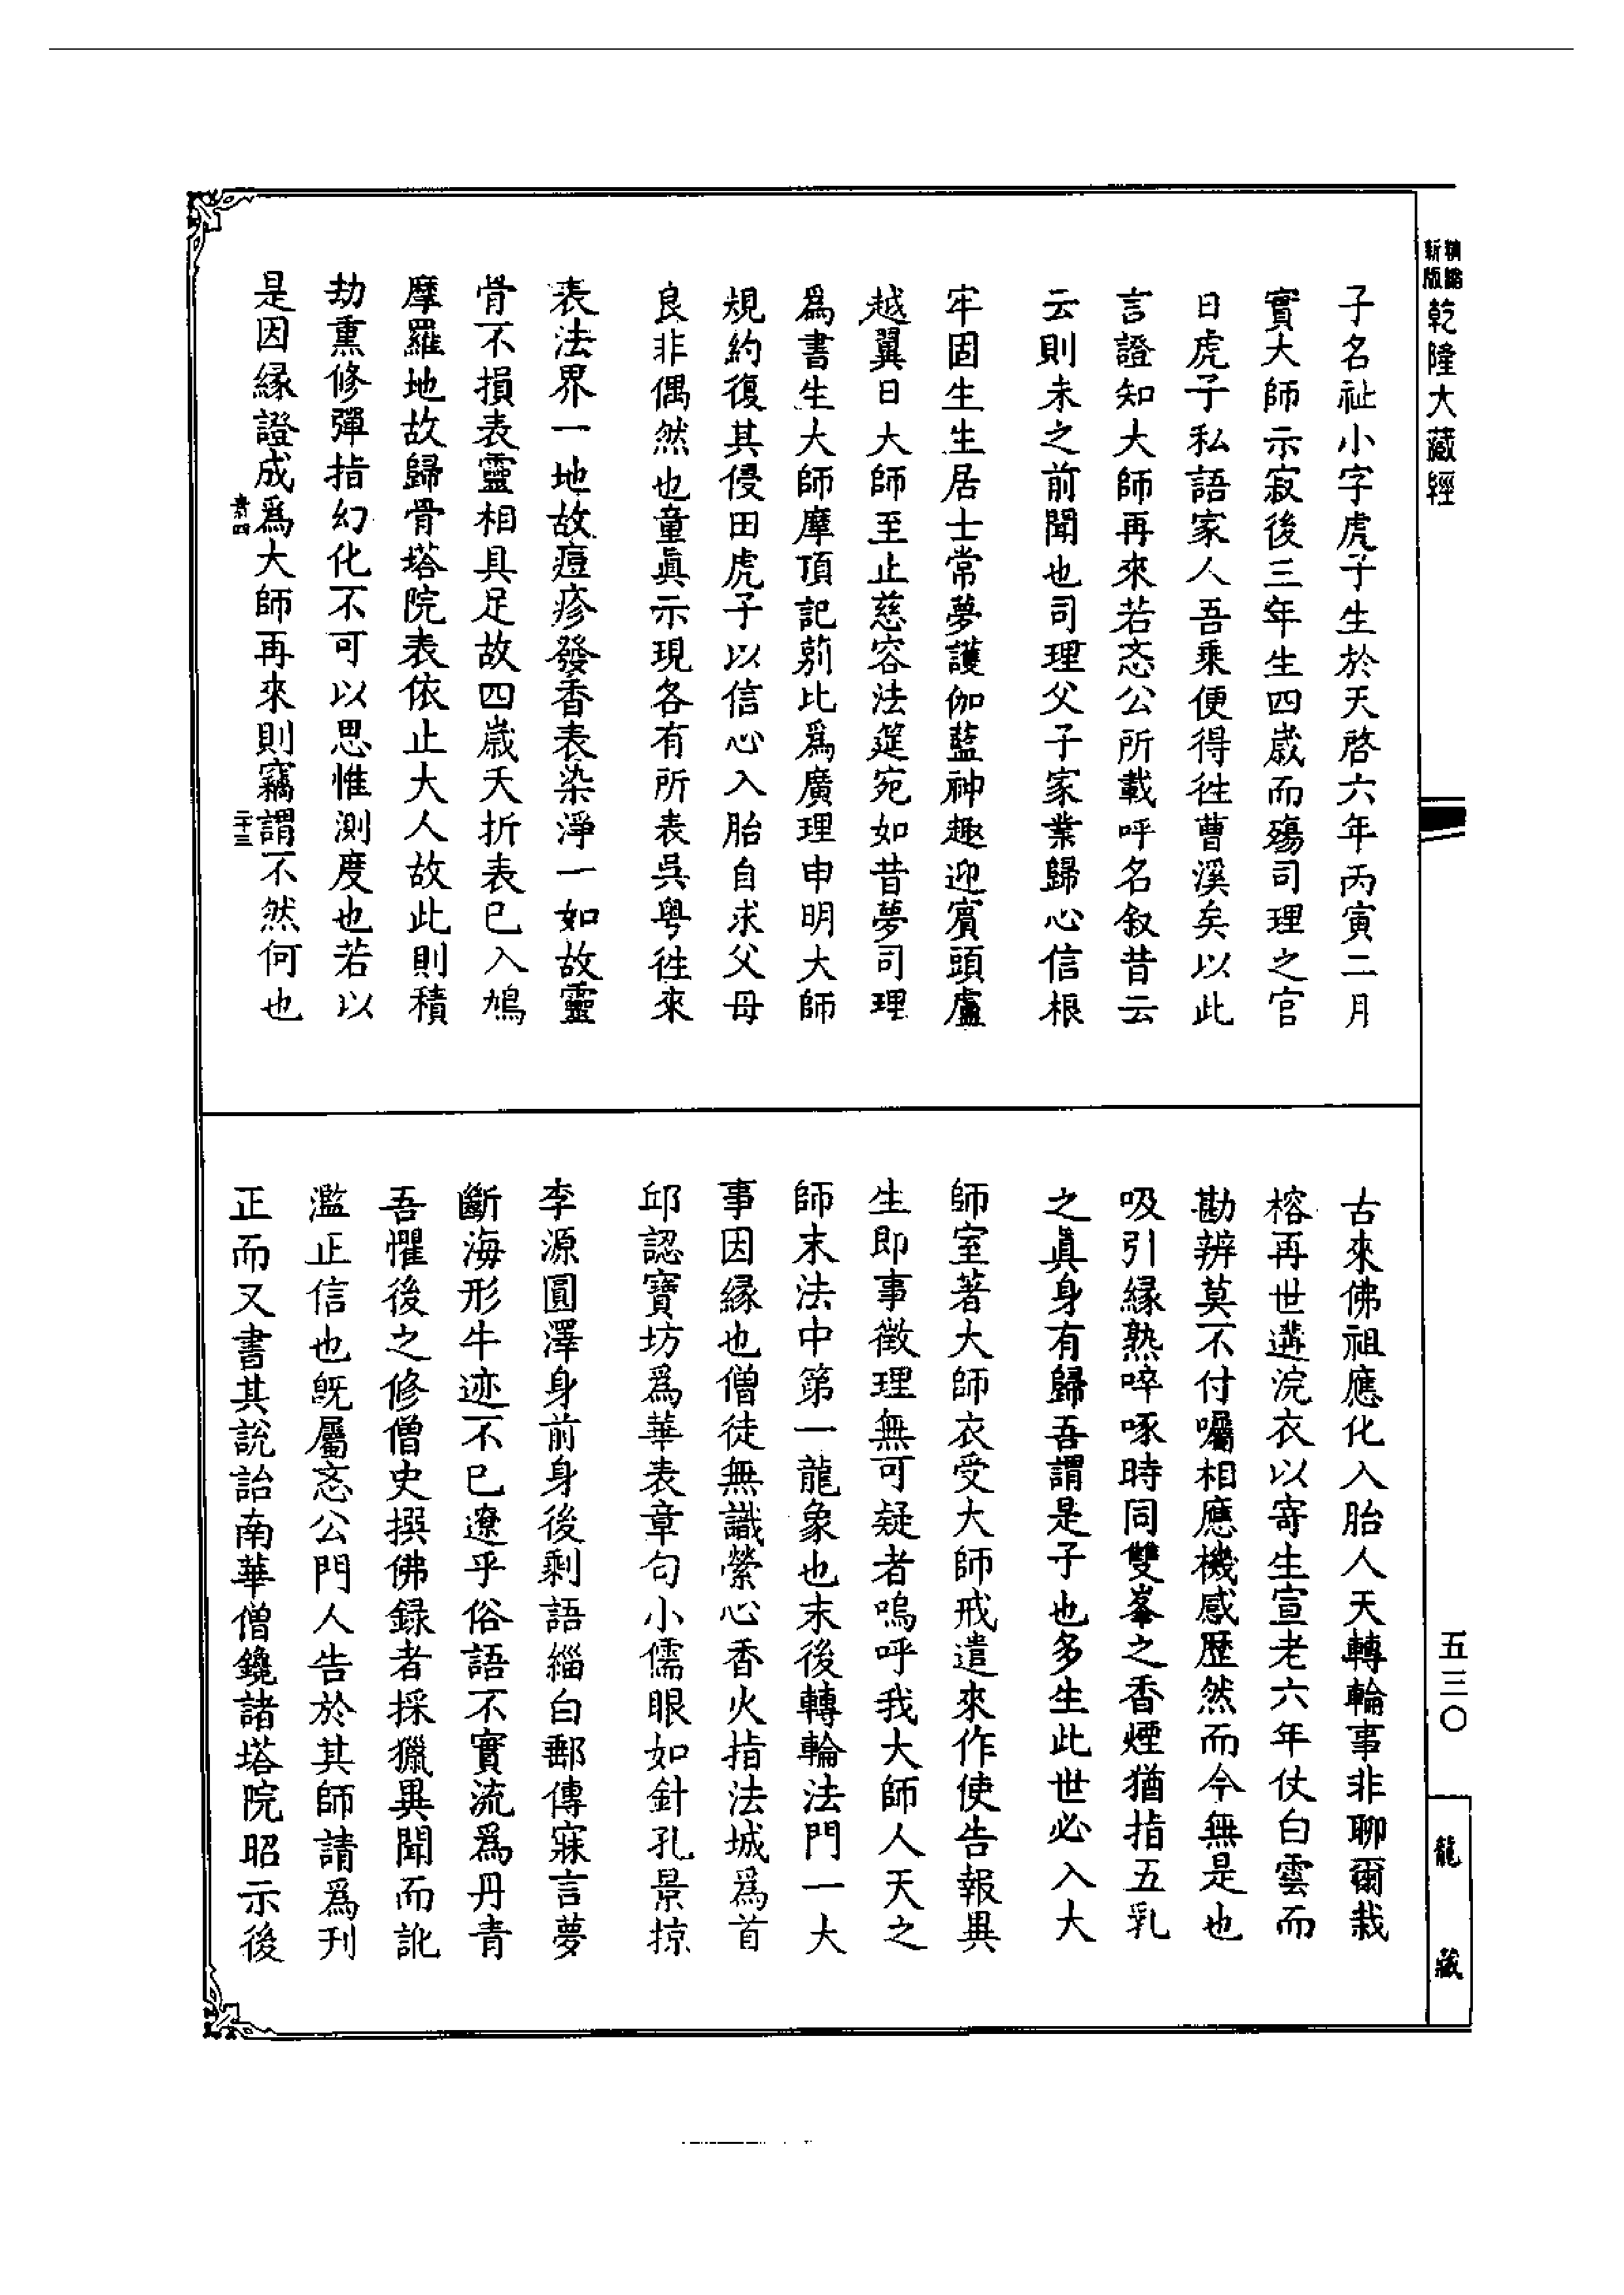 精縮
新版
乾隆大藏經
子名祉小字虎子生於天啓六年丙寅二月
實大師示寂後三年生四歲而殤司理之官
日虎子私語家人吾乘便得徃曹溪矣以此
言證知大師再來若忞公所載呼名叙昔云
云則未之前聞也司理父子家業歸心信根
牢固生生居士常夢護伽藍神趣迎賓頭盧
越翼日大師至止慈容法筵宛如昔夢司理
爲書生大師摩頂記莂比爲廣理申明大師
規約復其侵田虎子以信心入胎自求父母
良非偶然也童眞示現各有所表吳粤徃來
表法界一地故痘疹發香表染淨一如故靈
骨不損表靈相具足故四歲夭折表已入鳩
摩羅地故歸骨塔院表依止大人故此則積
劫熏修彈指幻化不可以思惟測度也若以
是因緣證成爲大師再來則竊謂不然何也
二十三
古來佛祖應化入胎人天轉輪事非聊爾栽
榕再世遘浣衣以寄生宣老六年仗白雲而
勘辨莫不付囑相應機感歷然而今無是也
吸引緣熟啐啄時同雙峯之香煙猶指五乳
之眞身有歸吾謂是子也多生此世必入大
師室著大師衣受大師戒遣來作使告報異
生即事徵理無可疑者嗚呼我大師人天之
師末法中第一龍象也末後轉輪法門一大
事因緣也僧徒無識縈心香火指法城爲首
邱認寶坊爲華表章句小儒眼如針孔景掠
李源圓澤身前身後剩語緇白郵傳寐言夢
斷海形牛迹不已遼乎俗語不實流爲丹青
吾懼後之修僧史撰佛録者採獵異聞而訛
濫正信也旣屬忞公門人告於其師請爲刊
正而又書其說詒南華僧鑱諸塔院昭示後
五三〇
龍藏